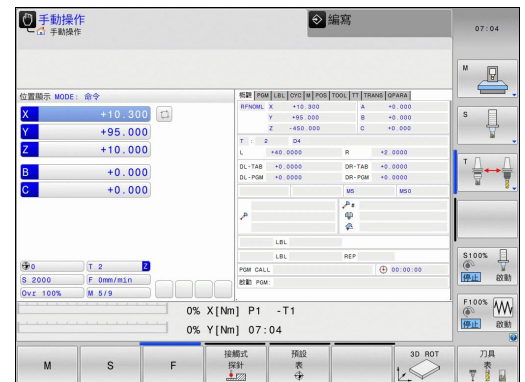 手動操作
手動操作
編寫
07:04
位置顯示 MODE: 命令
X +10.300
Y +95.000
Z +10.000
B +0.000
C +0.000
0
T 2 Z
S 2000 F 0mm/min
Ovr 100% M 5/9
概觀 PGM LBL CYC M POS TOOL TT TRANS QPARA
RFNOML X +10.300 A +0.000
Y +95.000 B +0.000
Z -450.000 C +0.000
T : 2 D4
L +40.0000 R +2.0000
DL-TAB +0.0000 DR-TAB +0.0000
DL-PGM +0.0000 DR-PGM +0.0000
M5 M50
P #
P
LBL
LBL REP
PGM CALL 00:00:00
啟動 PGM:
0% X[Nm] P1 -T1
0% Y[Nm] 07:04
M
S
T
S100%
停止 啟動
F100%
停止 啟動
M
S
F
接觸式
探針
預設
表
3D ROT
刀具
表